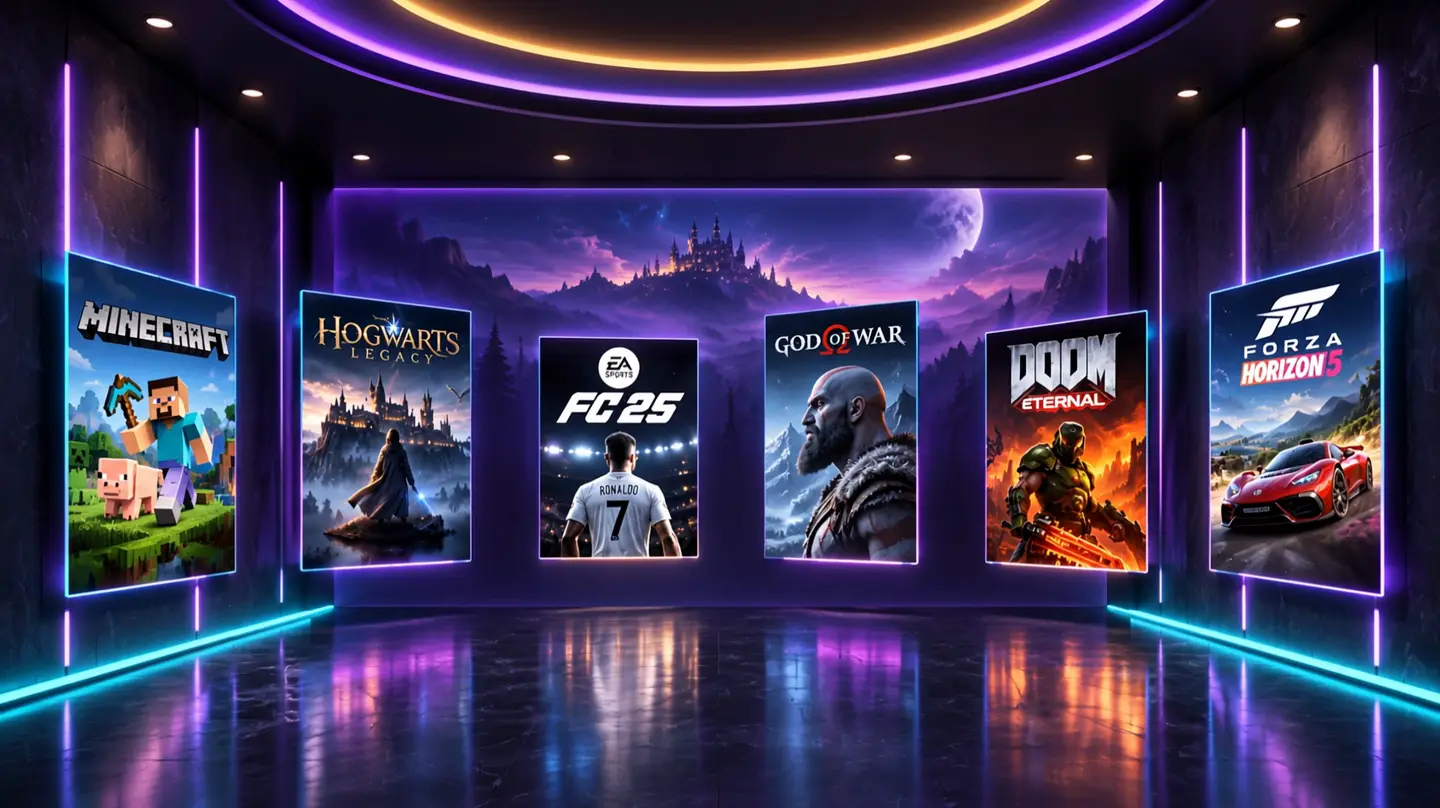 MINECRAFT
HOGWARTS
LEGACY
EA
SPORTS
FC 25
RONALDO
7
GOD OF WAR
DOOM
ETERNAL
FORZA
HORIZON 5